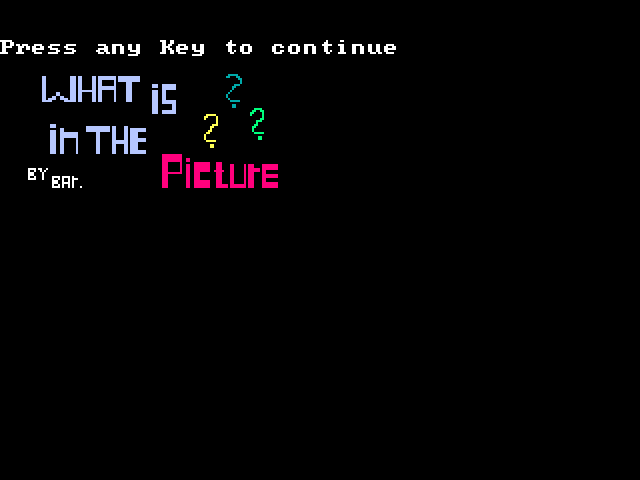 Press any Key to continue
WHAT is ?
in THE ? ?
Picture
BY BAr.